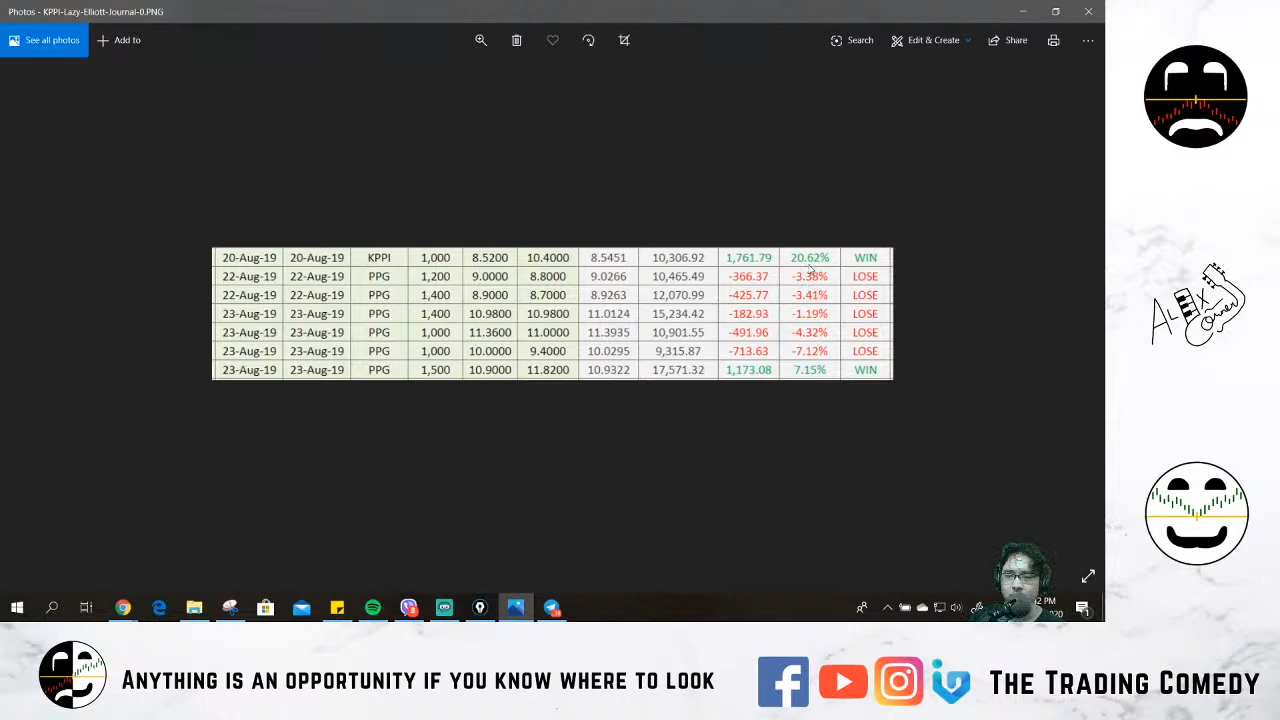 Photos - KPPI-Lazy-Elliott-Journal-0.PNG
See all photos
Add to
Search
Edit & Create
Share
20-Aug-19 20-Aug-19 KPPI 1,000 8.5200 10.4000 8.5451 10,306.92 1,761.79 20.62% WIN
22-Aug-19 22-Aug-19 PPG 1,200 9.0000 8.8000 9.0266 10,465.49 -366.37 -3.38% LOSE
22-Aug-19 22-Aug-19 PPG 1,400 8.9000 8.7000 8.9263 12,070.99 -425.77 -3.41% LOSE
23-Aug-19 23-Aug-19 PPG 1,400 10.9800 10.9800 11.0124 15,234.42 -182.93 -1.19% LOSE
23-Aug-19 23-Aug-19 PPG 1,000 11.3600 11.0000 11.3935 10,901.55 -491.96 -4.32% LOSE
23-Aug-19 23-Aug-19 PPG 1,000 10.0000 9.4000 10.0295 9,315.87 -713.63 -7.12% LOSE
23-Aug-19 23-Aug-19 PPG 1,500 10.9000 11.8200 10.9322 17,571.32 1,173.08 7.15% WIN
2 PM
020
ANYTHING IS AN OPPORTUNITY IF YOU KNOW WHERE TO LOOK
THE TRADING COMEDY